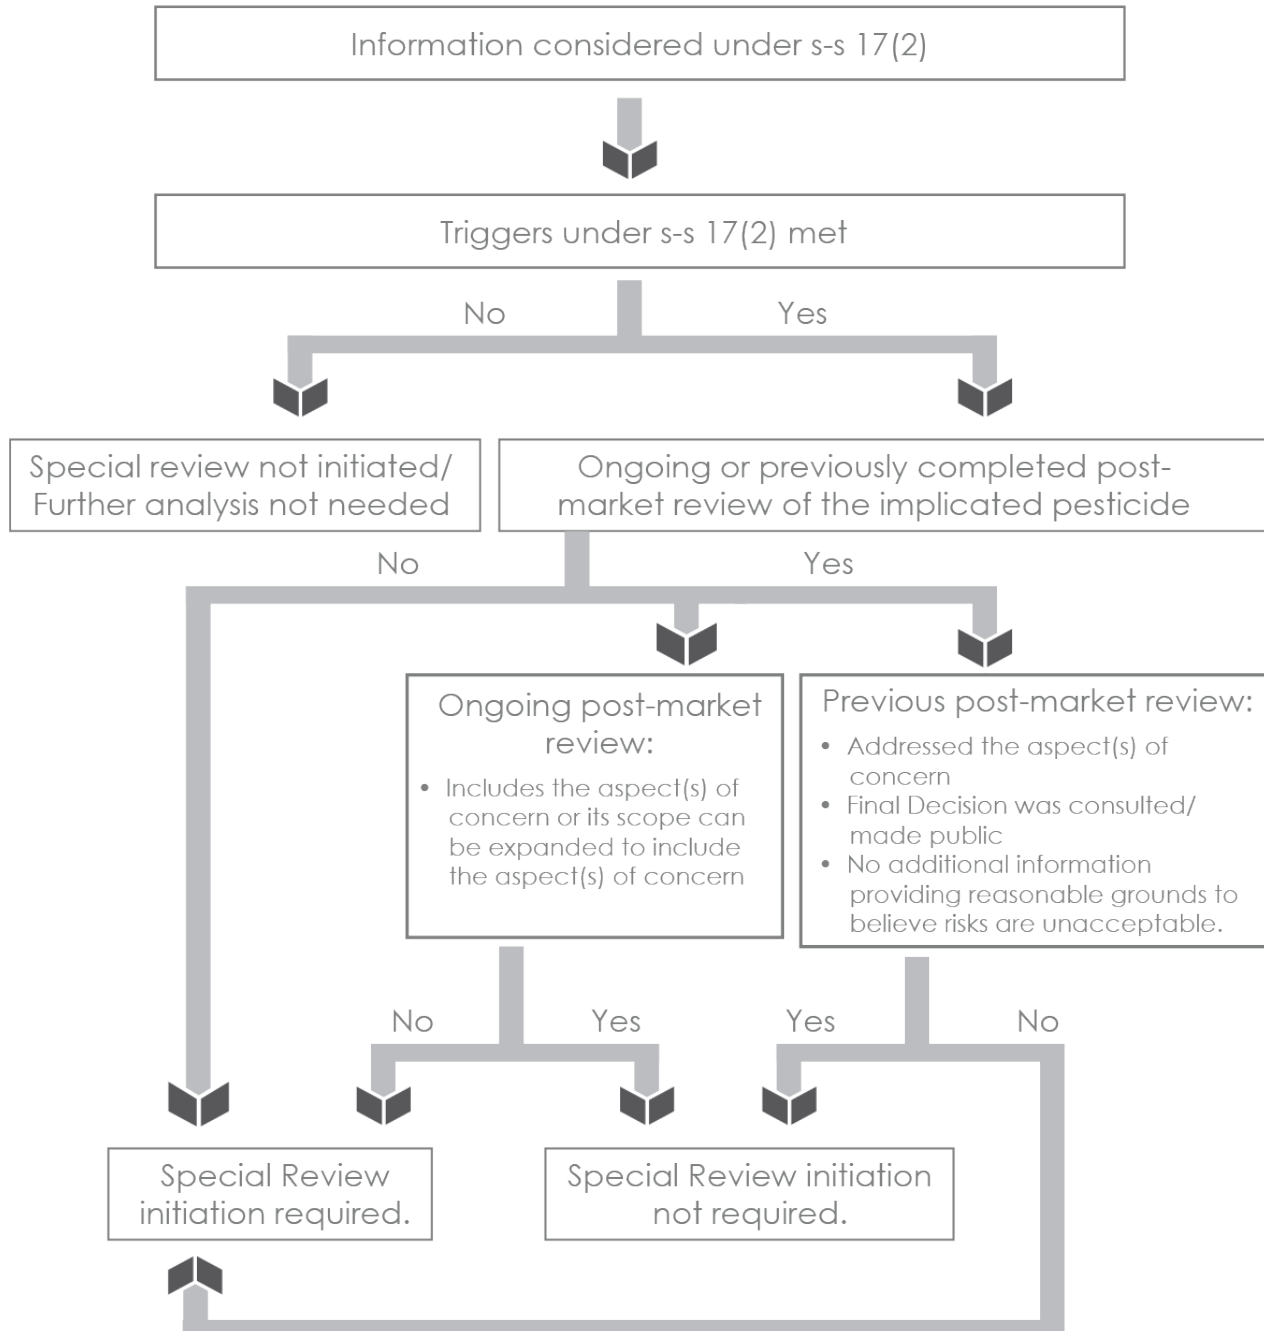 Information considered under s-s 17(2)
Triggers under s-s 17(2) met
No
Yes
Special review not initiated/
Further analysis not needed
Ongoing or previously completed post-
market review of the implicated pesticide
No
Yes
Ongoing post-market
review:
• Includes the aspect(s) of
concern or its scope can
be expanded to include
the aspect(s) of concern
Previous post-market review:
• Addressed the aspect(s) of
concern
• Final Decision was consulted/
made public
• No additional information
providing reasonable grounds to
believe risks are unacceptable.
No
Yes
Yes
No
Special Review
initiation required.
Special Review initiation
not required.